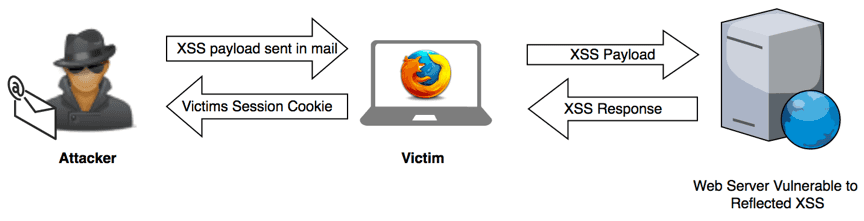 XSS payload sent in mail
XSS Payload
@
Victims Session Cookie
XSS Response
Attacker
Victim
Web Server Vulnerable to
Reflected XSS